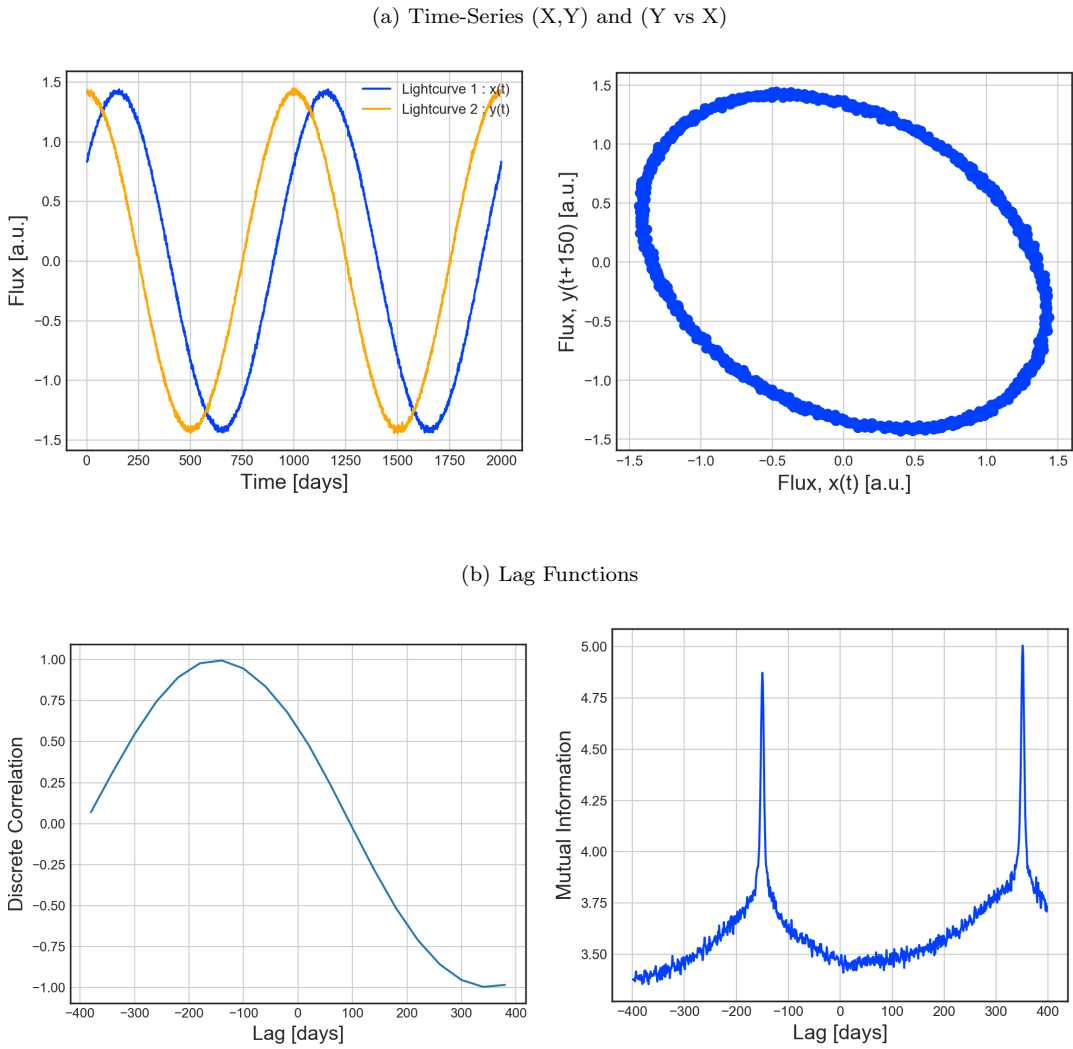 (a) Time-Series (X,Y) and (Y vs X)
Lightcurve 1 : x(t)
Lightcurve 2 : y(t)
1.5
1.0
0.5
0.0
−0.5
−1.0
−1.5
Flux [a.u.]
0 250 500 750 1000 1250 1500 1750 2000
Time [days]
1.5
1.0
0.5
0.0
−0.5
−1.0
−1.5
Flux, y(t+150) [a.u.]
−1.5 −1.0 −0.5 0.0 0.5 1.0 1.5
Flux, x(t) [a.u.]
(b) Lag Functions
1.00
0.75
0.50
0.25
0.00
−0.25
−0.50
−0.75
−1.00
Discrete Correlation
−400 −300 −200 −100 0 100 200 300 400
Lag [days]
5.00
4.75
4.50
4.25
4.00
3.75
3.50
Mutual Information
−400 −300 −200 −100 0 100 200 300 400
Lag [days]